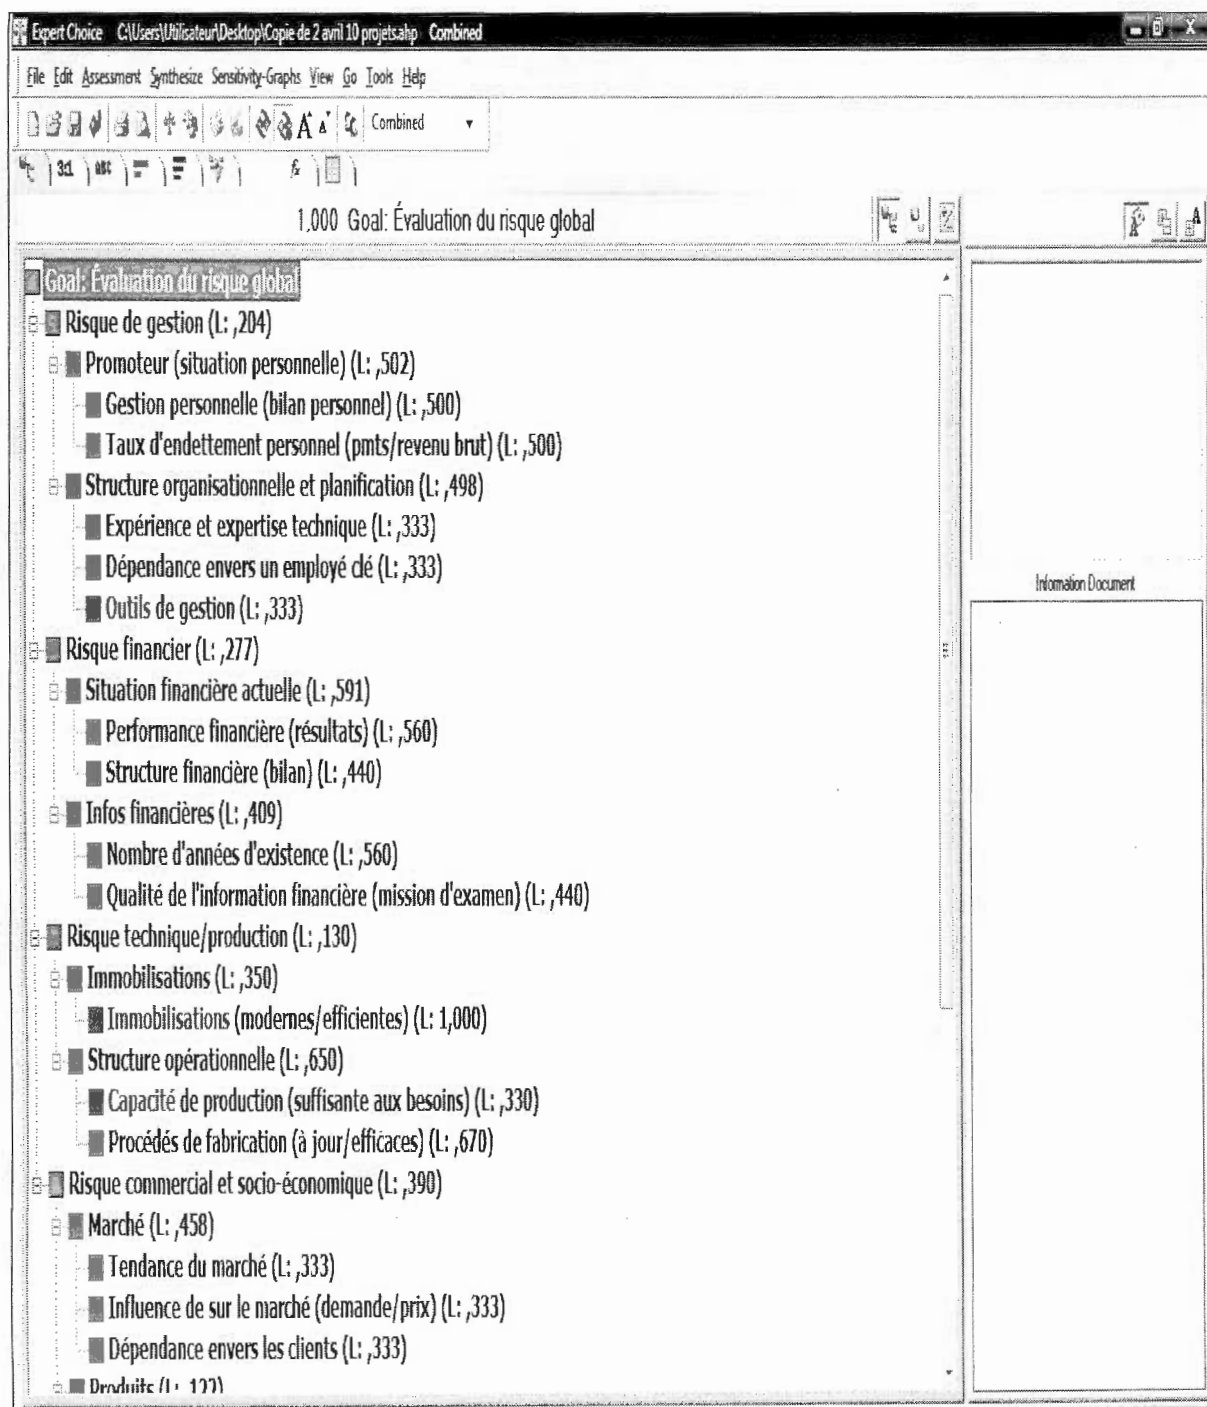 Expert Choice C:\Users\Utilisateur\Desktop\Copie de 2 avril 10 projets.ahp Combined
File Edit Assessment Synthesize Sensitivity-Graphs View Go Tools Help
Combined
3:1 ABC
1,000 Goal: Évaluation du risque global
Goal: Évaluation du risque global
Risque de gestion (L: ,204)
Promoteur (situation personnelle) (L: ,502)
Gestion personnelle (bilan personnel) (L: ,500)
Taux d'endettement personnel (pmts/revenu brut) (L: ,500)
Structure organisationnelle et planification (L: ,498)
Expérience et expertise technique (L: ,333)
Dépendance envers un employé clé (L: ,333)
Outils de gestion (L: ,333)
Risque financier (L: ,277)
Situation financière actuelle (L: ,591)
Performance financière (résultats) (L: ,560)
Structure financière (bilan) (L: ,440)
Infos financières (L: ,409)
Nombre d'années d'existence (L: ,560)
Qualité de l'information financière (mission d'examen) (L: ,440)
Risque technique/production (L: ,130)
Immobilisations (L: ,350)
Immobilisations (modernes/efficientes) (L: 1,000)
Structure opérationnelle (L: ,650)
Capacité de production (suffisante aux besoins) (L: ,330)
Procédés de fabrication (à jour/efficaces) (L: ,670)
Risque commercial et socio-économique (L: ,390)
Marché (L: ,458)
Tendance du marché (L: ,333)
Influence de sur le marché (demande/prix) (L: ,333)
Dépendance envers les clients (L: ,333)
Produits
Information Document